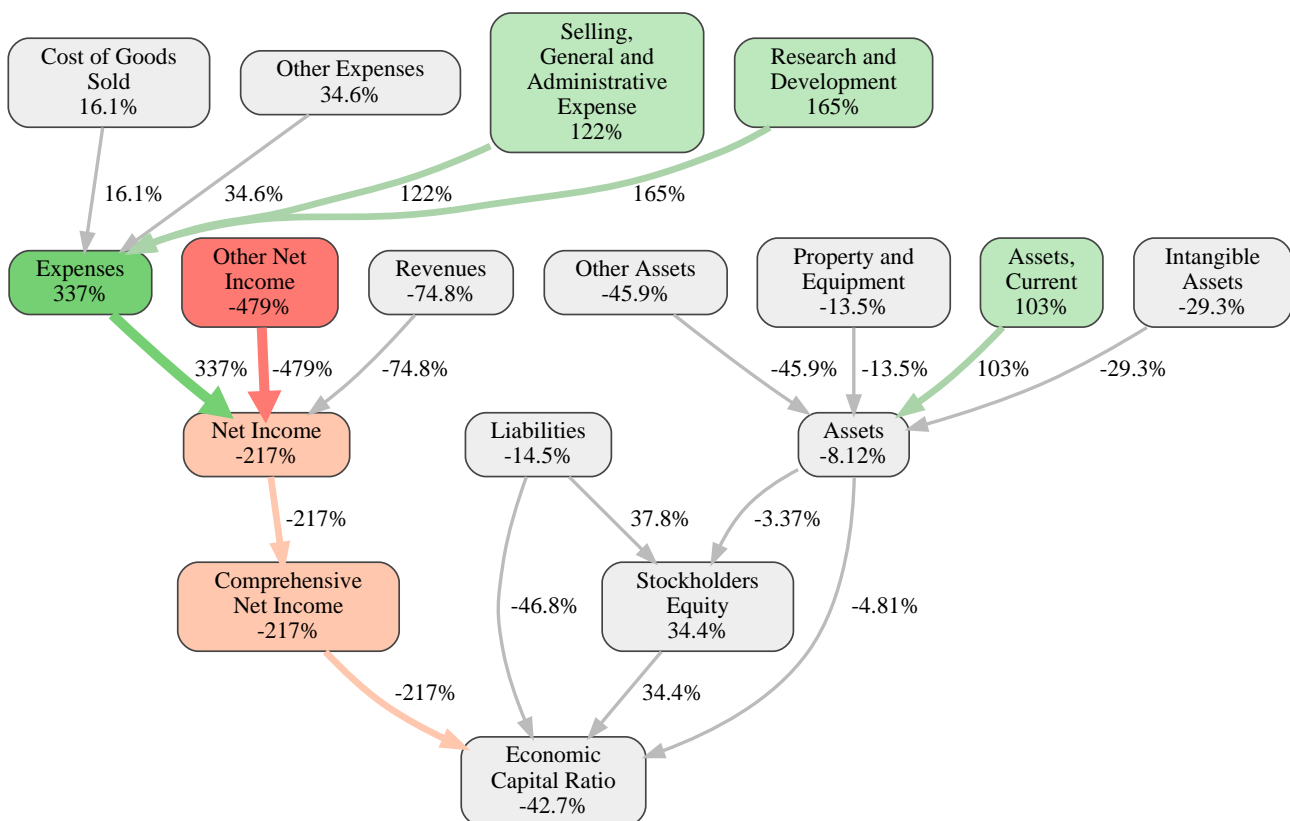 Cost of Goods
Sold
16.1%
Other Expenses
34.6%
Selling,
General and
Administrative
Expense
122%
Research and
Development
165%
16.1%
34.6%
122%
165%
Expenses
337%
Other Net
Income
-479%
Revenues
-74.8%
Other Assets
-45.9%
Property and
Equipment
-13.5%
Assets,
Current
103%
Intangible
Assets
-29.3%
337%
-479%
-74.8%
-45.9%
-13.5%
103%
-29.3%
Net Income
-217%
Liabilities
-14.5%
Assets
-8.12%
-217%
37.8%
-3.37%
Comprehensive
Net Income
-217%
-46.8%
Stockholders
Equity
34.4%
-4.81%
-217%
34.4%
Economic
Capital Ratio
-42.7%